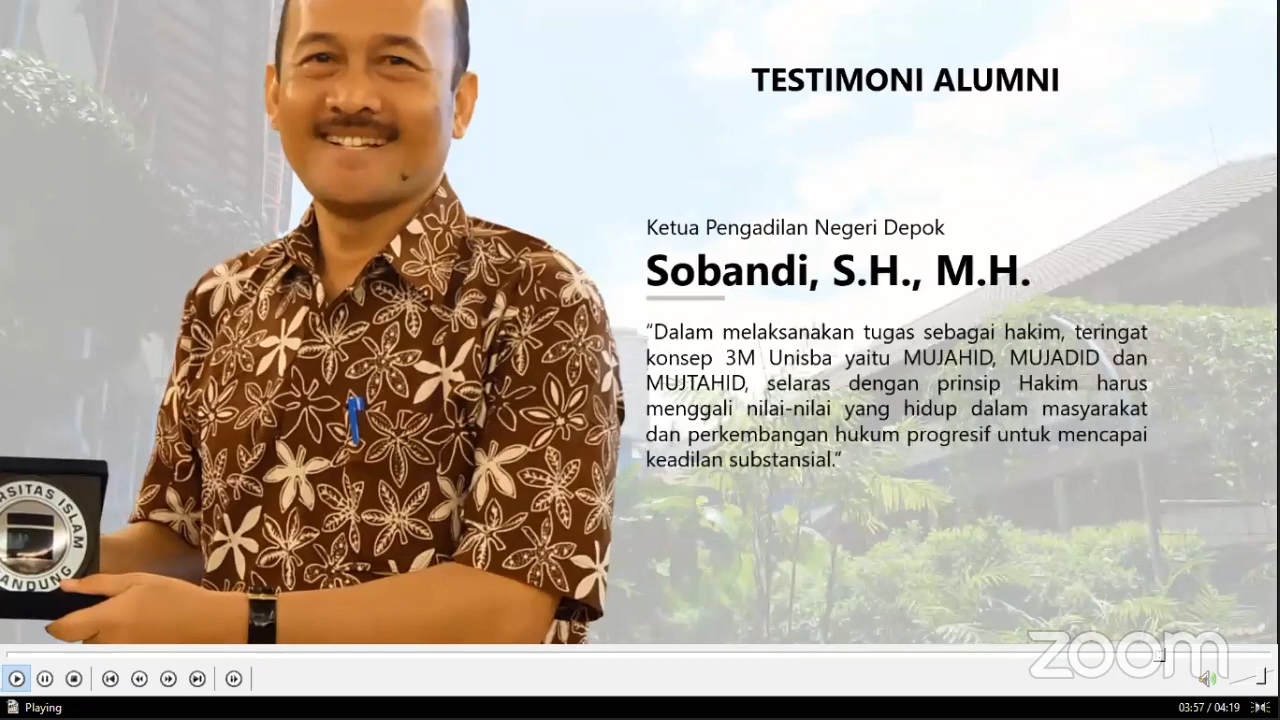 TESTIMONI ALUMNI
Ketua Pengadilan Negeri Depok
Sobandi, S.H., M.H.
“Dalam melaksanakan tugas sebagai hakim, teringat
konsep 3M Unisba yaitu MUJAHID, MUJADID dan
MUJTAHID, selaras dengan prinsip Hakim harus
menggali nilai-nilai yang hidup dalam masyarakat
dan perkembangan hukum progresif untuk mencapai
keadilan substansial.”
RSITAS ISLAM
ANDUNG
zoom
Playing
03:57 / 04:19